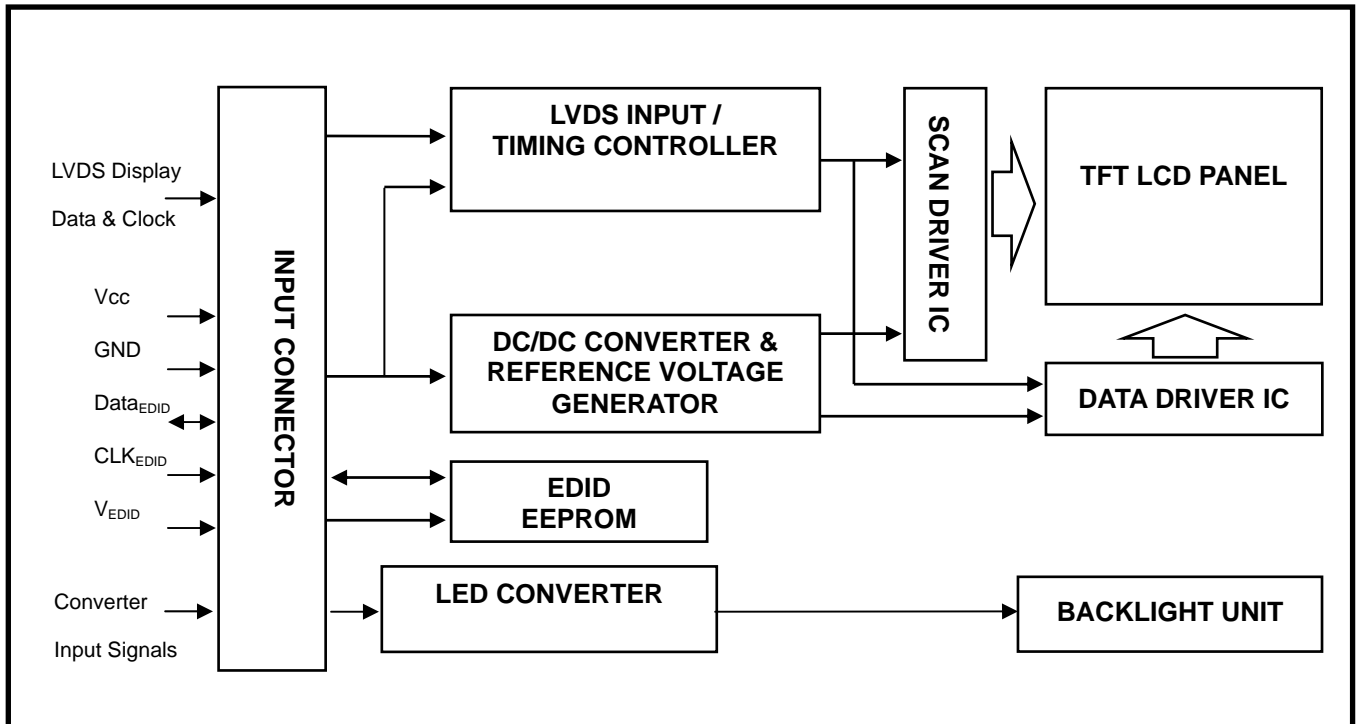 LVDS Display
Data & Clock
Vcc
GND
DataEDID
CLKEDID
VEDID
Converter
Input Signals
INPUT CONNECTOR
LVDS INPUT /
TIMING CONTROLLER
DC/DC CONVERTER &
REFERENCE VOLTAGE
GENERATOR
EDID
EEPROM
LED CONVERTER
SCAN DRIVER IC
TFT LCD PANEL
DATA DRIVER IC
BACKLIGHT UNIT